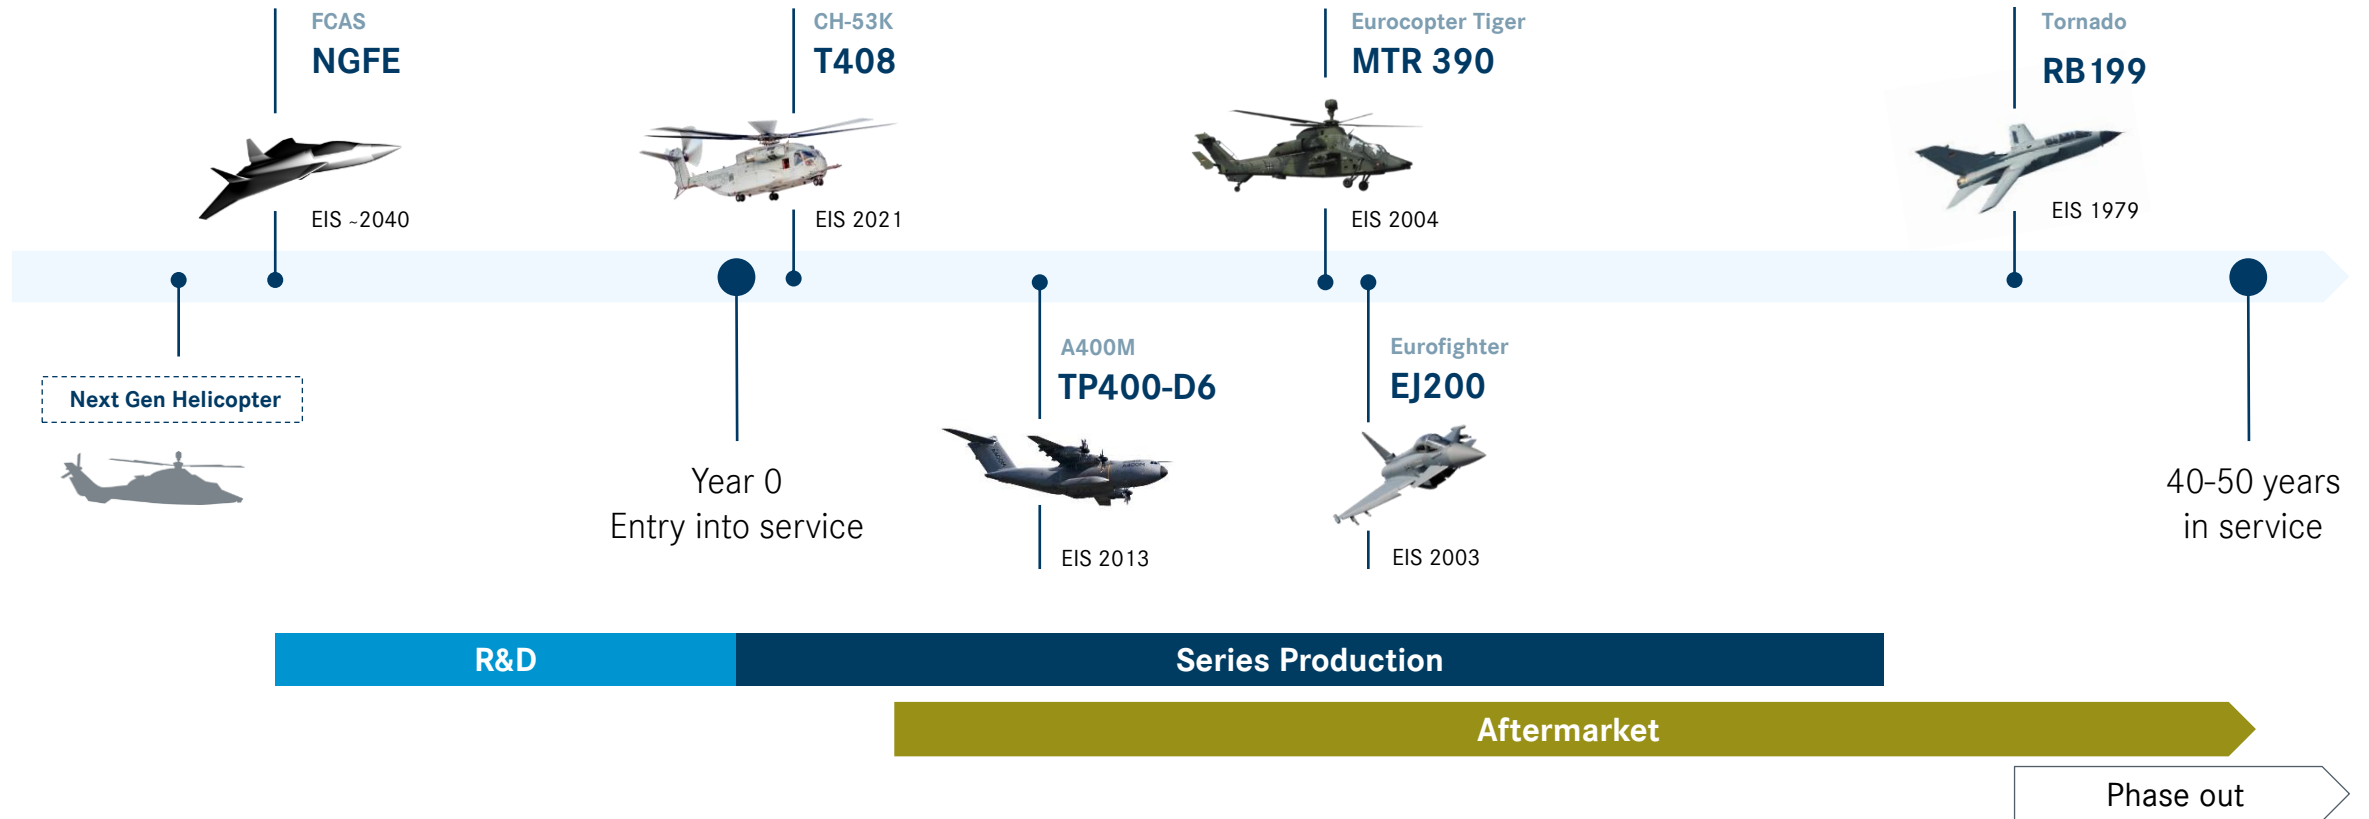 FCAS
NGFE
EIS ~2040
CH-53K
T408
EIS 2021
Eurocopter Tiger
MTR 390
EIS 2004
Tornado
RB199
EIS 1979
Next Gen Helicopter
Year 0
Entry into service
A400M
TP400-D6
EIS 2013
Eurofighter
EJ200
EIS 2003
40-50 years
in service
R&D
Series Production
Aftermarket
Phase out